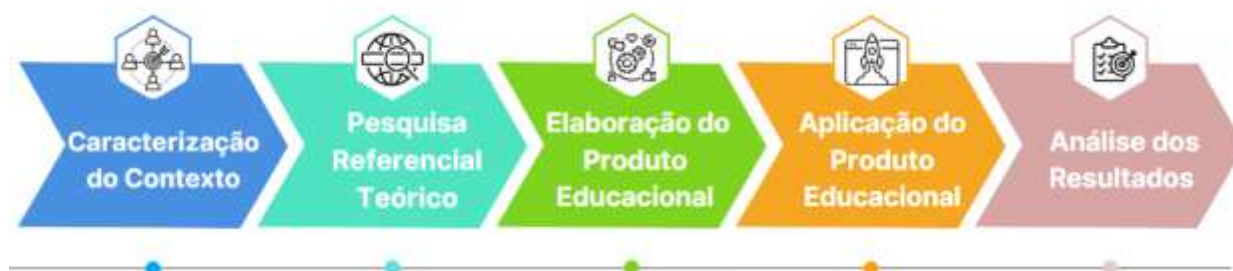 Caracterização
do Contexto
Pesquisa
Referencial
Teórico
Elaboração do
Produto
Educacional
Aplicação do
Produto
Educacional
Análise dos
Resultados